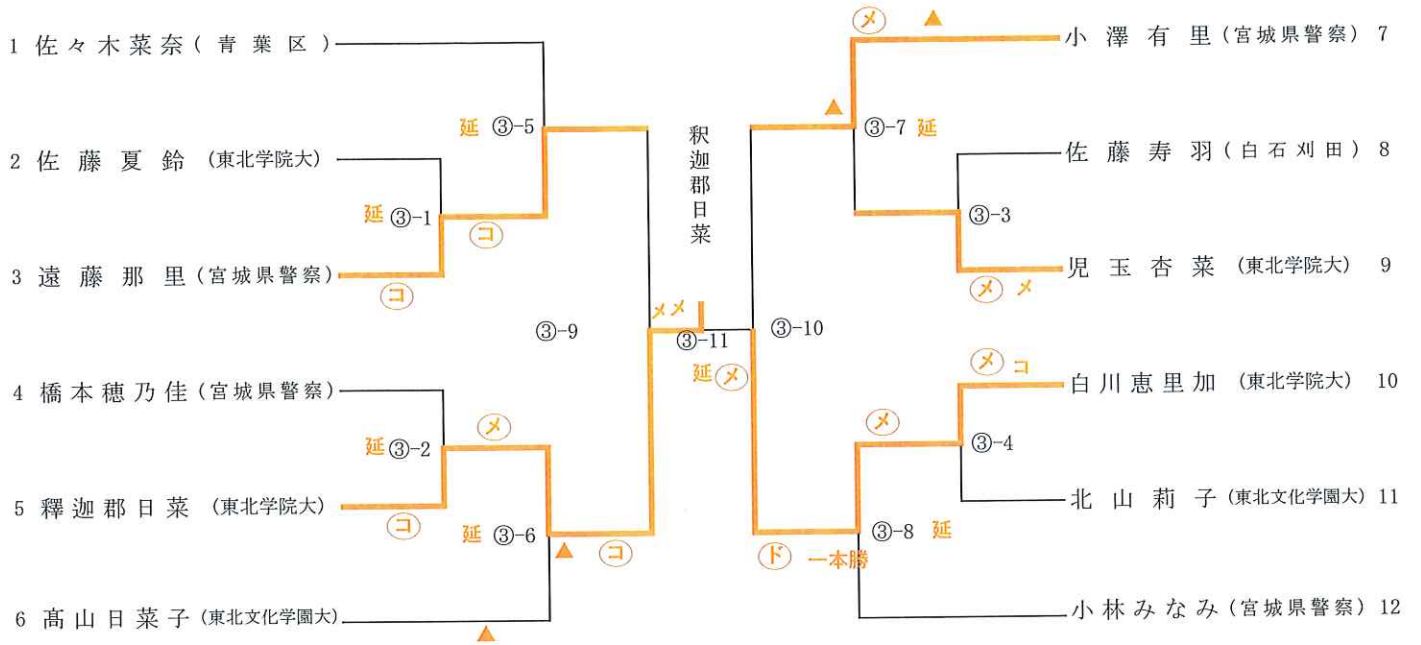 1 佐々木菜奈(青葉区)
延 ③-5
2 佐藤夏鈴 (東北学院大)
延 ③-1
コ
3 遠藤那里(宮城県警察)
コ
③-9
4 橋本穂乃佳(宮城県警察)
メ
延 ③-2
5 釋迦郡日菜 (東北学院大)
コ
延 ③-6
▲ コ
6 髙山日菜子(東北文化学園大)
▲
釈迦郡日菜
メメ
③-11
延 メ
メ ▲
小澤有里(宮城県警察) 7
▲
③-7 延
佐藤寿羽(白石刈田) 8
③-3
児玉杏菜 (東北学院大) 9
メ メ
③-10
メ コ
白川恵里加 (東北学院大) 10
メ
③-4
北山莉子(東北文化学園大) 11
③-8 延
ド 一本勝
小林みなみ(宮城県警察) 12